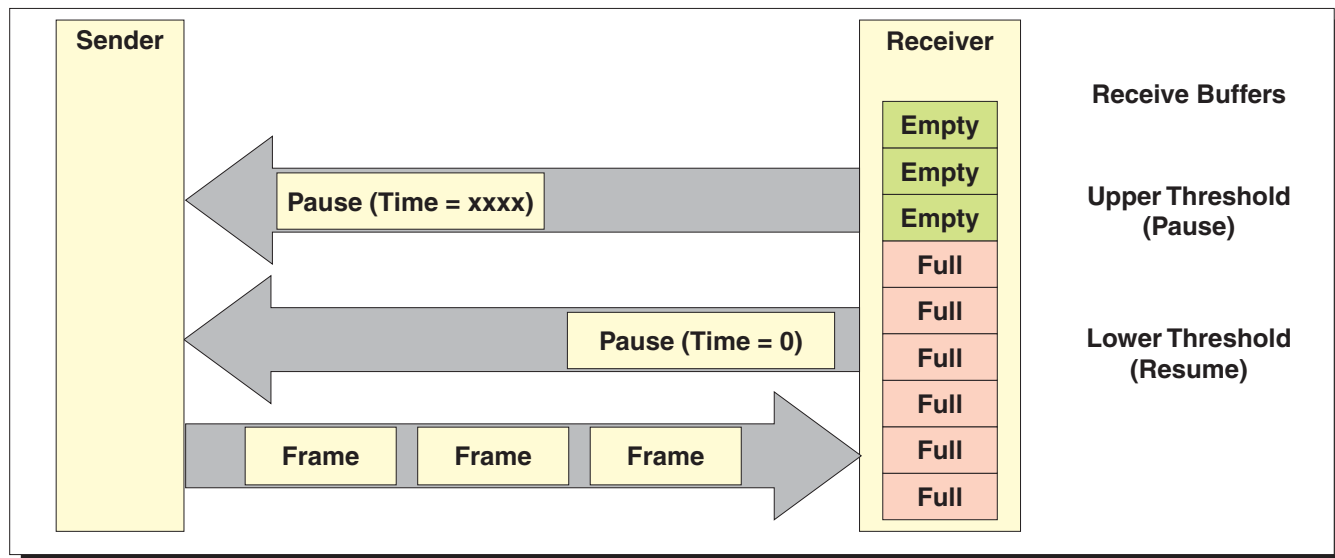 Sender
Receiver
Receive Buffers
Empty
Empty
Empty
Full
Full
Full
Full
Full
Full
Pause (Time = xxxx)
Upper Threshold
(Pause)
Pause (Time = 0)
Lower Threshold
(Resume)
Frame
Frame
Frame